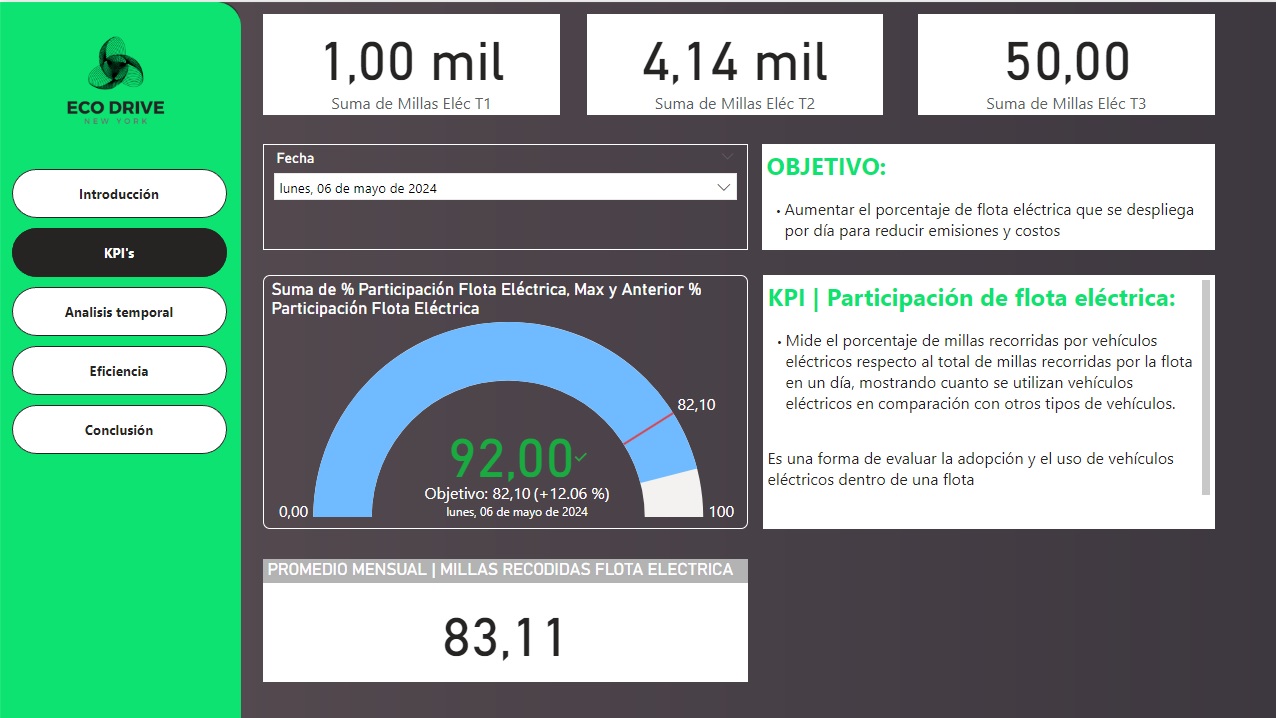 ECO DRIVE
NEW YORK
Introducción
KPI's
Analisis temporal
Eficiencia
Conclusión
1,00 mil
Suma de Millas Eléc T1
4,14 mil
Suma de Millas Eléc T2
50,00
Suma de Millas Eléc T3
Fecha
lunes, 06 de mayo de 2024
OBJETIVO:
• Aumentar el porcentaje de flota eléctrica que se despliega
por día para reducir emisiones y costos
Suma de % Participación Flota Eléctrica, Max y Anterior %
Participación Flota Eléctrica
82,10
92,00
Objetivo: 82,10 (+12.06 %)
lunes, 06 de mayo de 2024
0,00
100
KPI | Participación de flota eléctrica:
• Mide el porcentaje de millas recorridas por vehículos
eléctricos respecto al total de millas recorridas por la flota
en un día, mostrando cuanto se utilizan vehículos
eléctricos en comparación con otros tipos de vehículos.
Es una forma de evaluar la adopción y el uso de vehículos
eléctricos dentro de una flota
PROMEDIO MENSUAL | MILLAS RECODIDAS FLOTA ELECTRICA
83,11